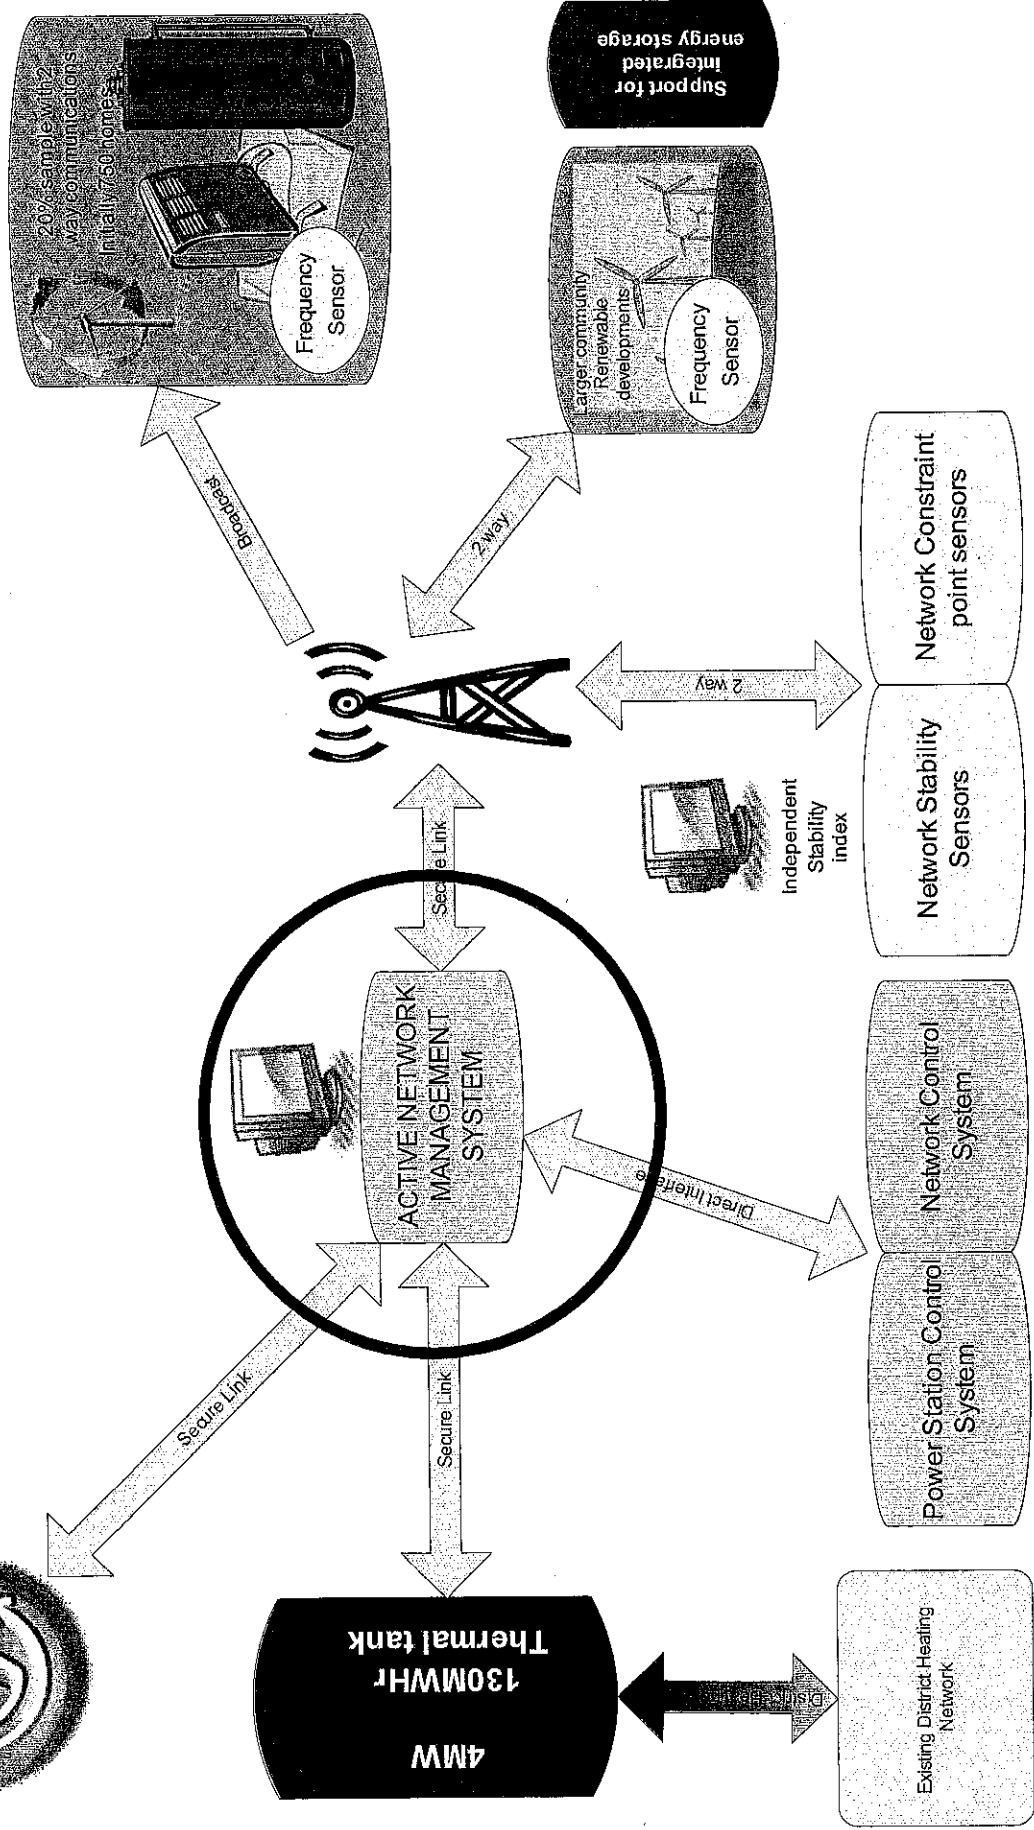 20% sample with 2
way communications
Initially 750 homes
Frequency
Sensor
Broadcast
Support for
integrated
energy storage
Larger community
Renewable
developments
Frequency
Sensor
2 way
2 way
Network Constraint
point sensors
Network Stability
Sensors
Independent
Stability
index
Secure Link
ACTIVE NETWORK
MANAGEMENT
SYSTEM
Direct Interface
Network Control
System
Power Station Control
System
Secure Link
Secure Link
4MW
130MWHr
Thermal tank
Existing District Heating
Network